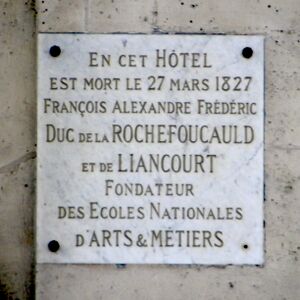 EN CET HÔTEL
EST MORT LE 27 MARS 1827
FRANÇOIS ALEXANDRE FRÉDÉRIC
DUC DE LA ROCHEFOUCAULD
ET DE LIANCOURT
FONDATEUR
DES ECOLES NATIONALES
D'ARTS & MÉTIERS